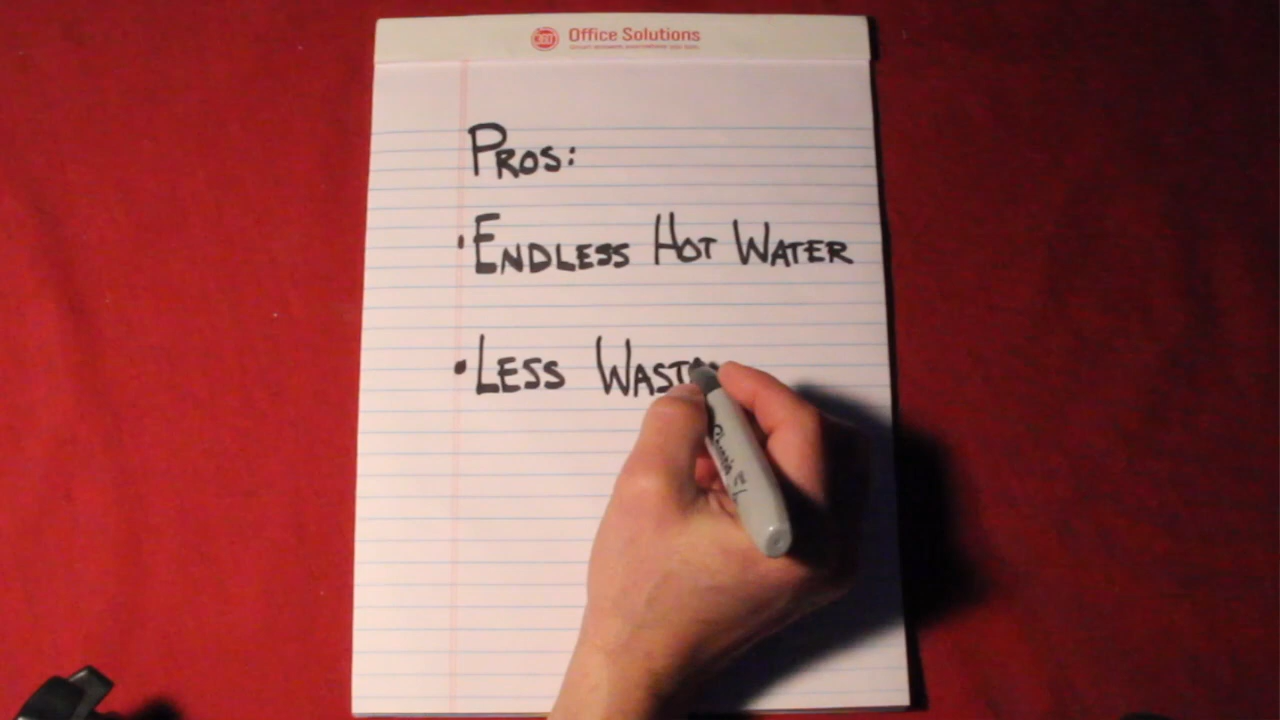 Office Solutions
PROS:
• ENDLESS HOT WATER
• LESS